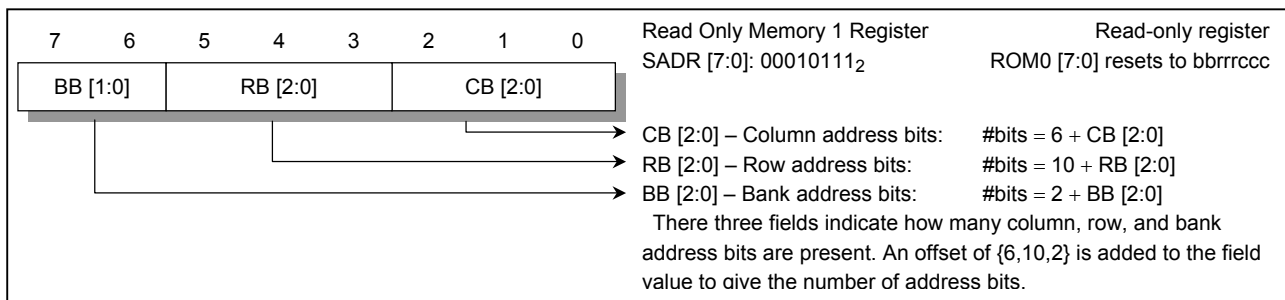 7 6 5 4 3 2 1 0
BB [1:0] RB [2:0] CB [2:0]
Read Only Memory 1 Register Read-only register
SADR [7:0]: 00010111₂ ROM0 [7:0] resets to bbrrrccc
CB [2:0] – Column address bits: #bits = 6 + CB [2:0]
RB [2:0] – Row address bits: #bits = 10 + RB [2:0]
BB [2:0] – Bank address bits: #bits = 2 + BB [2:0]
There three fields indicate how many column, row, and bank
address bits are present. An offset of {6,10,2} is added to the field
value to give the number of address bits.